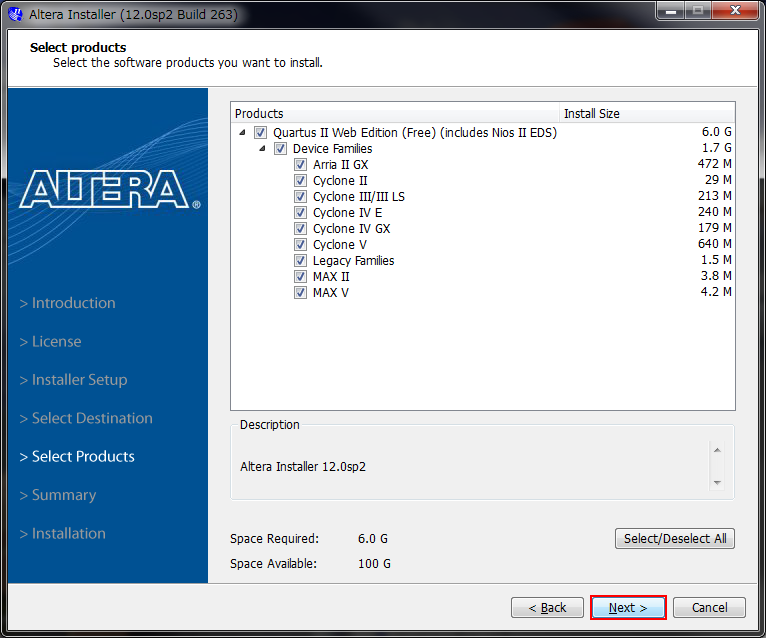 Altera Installer (12.0sp2 Build 263)
Select products
Select the software products you want to install.
ALTERA®
> Introduction
> License
> Installer Setup
> Select Destination
> Select Products
> Summary
> Installation
Products Install Size
Quartus II Web Edition (Free) (includes Nios II EDS) 6.0 G
Device Families 1.7 G
Arria II GX 472 M
Cyclone II 29 M
Cyclone III/III LS 213 M
Cyclone IV E 240 M
Cyclone IV GX 179 M
Cyclone V 640 M
Legacy Families 1.5 M
MAX II 3.8 M
MAX V 4.2 M
Description
Altera Installer 12.0sp2
Space Required: 6.0 G
Select/Deselect All
Space Available: 100 G
< Back Next > Cancel